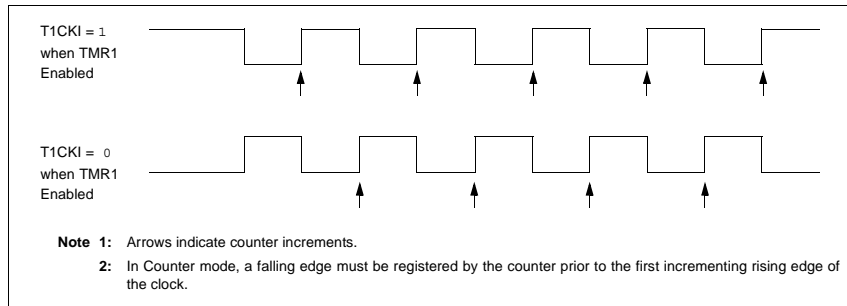 T1CKI = 1
when TMR1
Enabled
T1CKI = 0
when TMR1
Enabled
Note 1: Arrows indicate counter increments.
2: In Counter mode, a falling edge must be registered by the counter prior to the first incrementing rising edge of
the clock.